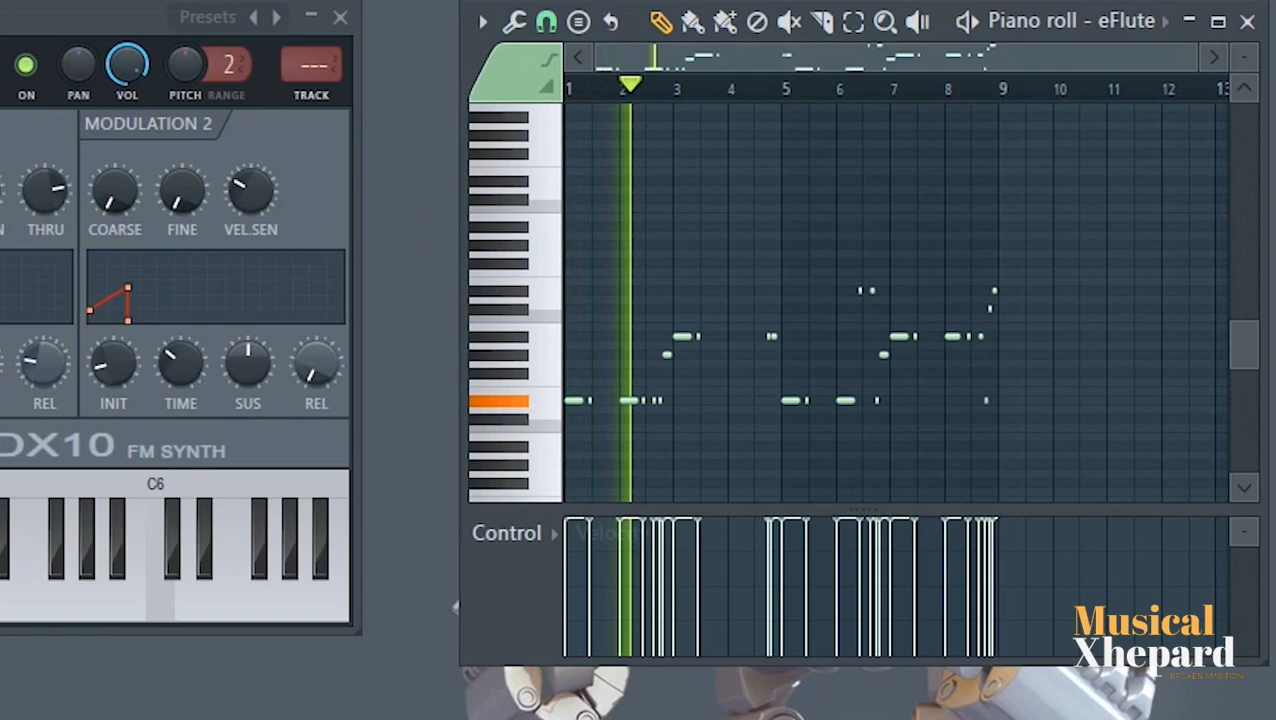 Presets
Piano roll - eFlute
2
---
ON PAN VOL PITCH RANGE TRACK
1 2 3 4 5 6 7 8 9 10 11 12 13
MODULATION 2
THRU COARSE FINE VEL.SEN
REL INIT TIME SUS REL
DX10 FM SYNTH
C6
Control
Musical
Xhepard
BROKEN AMBITION